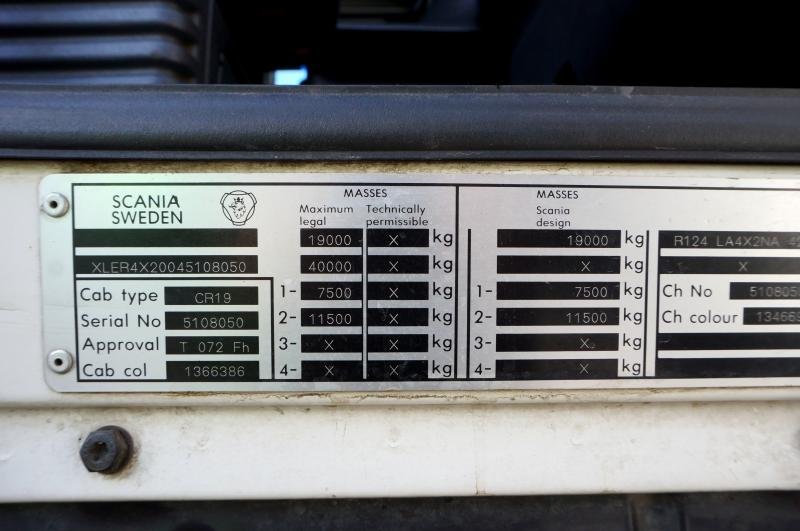 SCANIA
SWEDEN
MASSES
Maximum legal
Technically permissible
MASSES
Scania design
19000 X kg
19000 kg
R124 LA4X2NA
XLER4X20045108050
40000 X kg
X kg
X
Cab type CR19
1- 7500 X kg
1- 7500 kg
Ch No 510805
Serial No 5108050
2- 11500 X kg
2- 11500 kg
Ch colour 13466
Approval T 072 Fh
3- X X kg
3- X kg
Cab col 1366386
4- X X kg
4- X kg